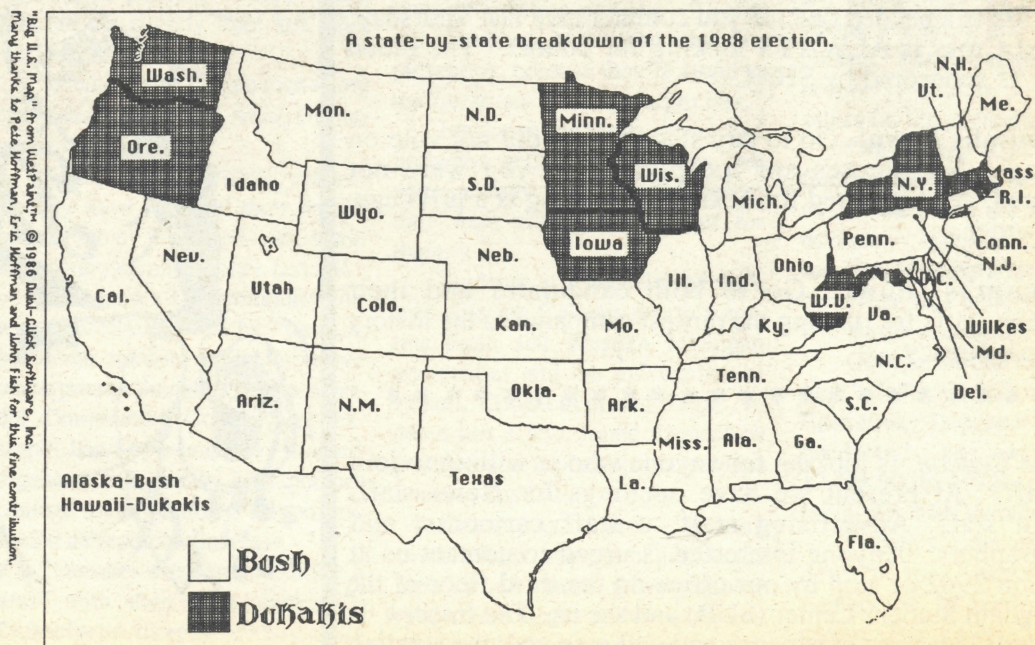 A state-by-state breakdown of the 1988 election.
Wash.
Ore.
Mon.
Idaho
Wyo.
N.D.
S.D.
Minn.
Wis.
Iowa
Mich.
N.H.
Vt.
Me.
Mass
R.I.
N.Y.
Conn.
N.J.
Penn.
Nev.
Utah
Cal.
Colo.
Neb.
Kan.
Mo.
Ill.
Ind.
Ohio
W.V.
Va.
D.C.
Wilkes
Md.
Del.
Ky.
Tenn.
N.C.
S.C.
Ariz.
N.M.
Okla.
Ark.
Texas
La.
Miss.
Ala.
Ga.
Fla.
Alaska-Bush
Hawaii-Dukakis
Bush
Dukakis
"Big U.S. Map" from WetPaint,™ ©1986 Dubl-Click Software, Inc.
Many thanks to Pete Hoffman, Eric Hoffman and John Fish for this fine contribution.